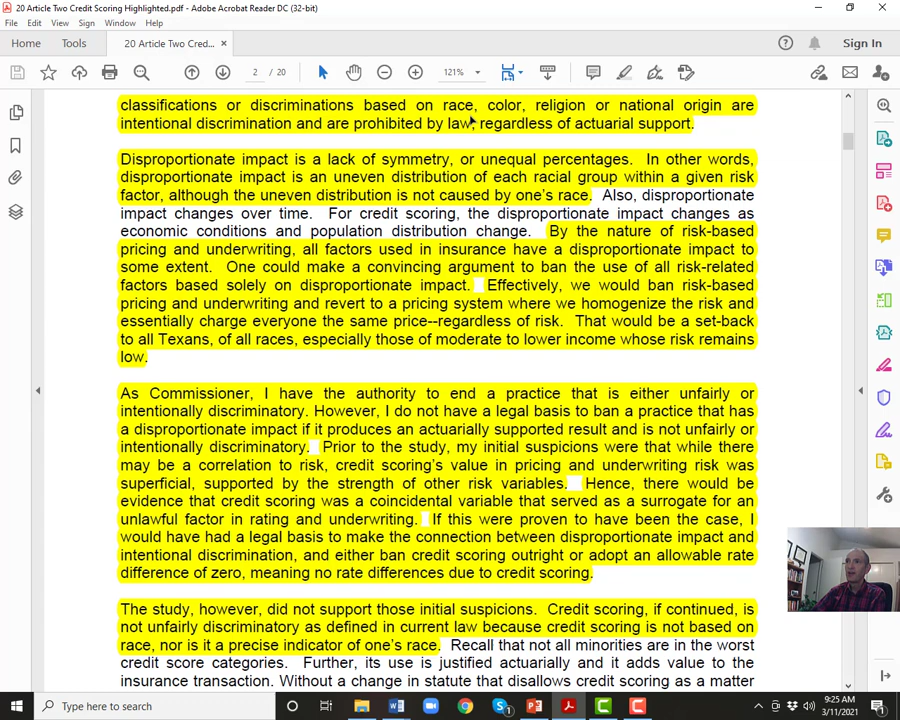 20 Article Two Credit Scoring Highlighted.pdf - Adobe Acrobat Reader DC (32-bit)
File Edit View Sign Window Help
Home Tools 20 Article Two Cred... × Sign In
2 / 20 121%
classifications or discriminations based on race, color, religion or national origin are
intentional discrimination and are prohibited by law, regardless of actuarial support.
Disproportionate impact is a lack of symmetry, or unequal percentages. In other words,
disproportionate impact is an uneven distribution of each racial group within a given risk
factor, although the uneven distribution is not caused by one's race. Also, disproportionate
impact changes over time. For credit scoring, the disproportionate impact changes as
economic conditions and population distribution change. By the nature of risk-based
pricing and underwriting, all factors used in insurance have a disproportionate impact to
some extent. One could make a convincing argument to ban the use of all risk-related
factors based solely on disproportionate impact. Effectively, we would ban risk-based
pricing and underwriting and revert to a pricing system where we homogenize the risk and
essentially charge everyone the same price--regardless of risk. That would be a set-back
to all Texans, of all races, especially those of moderate to lower income whose risk remains
low.
As Commissioner, I have the authority to end a practice that is either unfairly or
intentionally discriminatory. However, I do not have a legal basis to ban a practice that has
a disproportionate impact if it produces an actuarially supported result and is not unfairly or
intentionally discriminatory. Prior to the study, my initial suspicions were that while there
may be a correlation to risk, credit scoring's value in pricing and underwriting risk was
superficial, supported by the strength of other risk variables. Hence, there would be
evidence that credit scoring was a coincidental variable that served as a surrogate for an
unlawful factor in rating and underwriting. If this were proven to have been the case, I
would have had a legal basis to make the connection between disproportionate impact and
intentional discrimination, and either ban credit scoring outright or adopt an allowable rate
difference of zero, meaning no rate differences due to credit scoring.
The study, however, did not support those initial suspicions. Credit scoring, if continued, is
not unfairly discriminatory as defined in current law because credit scoring is not based on
race, nor is it a precise indicator of one's race. Recall that not all minorities are in the worst
credit score categories. Further, its use is justified actuarially and it adds value to the
insurance transaction. Without a change in statute that disallows credit scoring as a matter
Type here to search
9:25 AM
3/11/2021